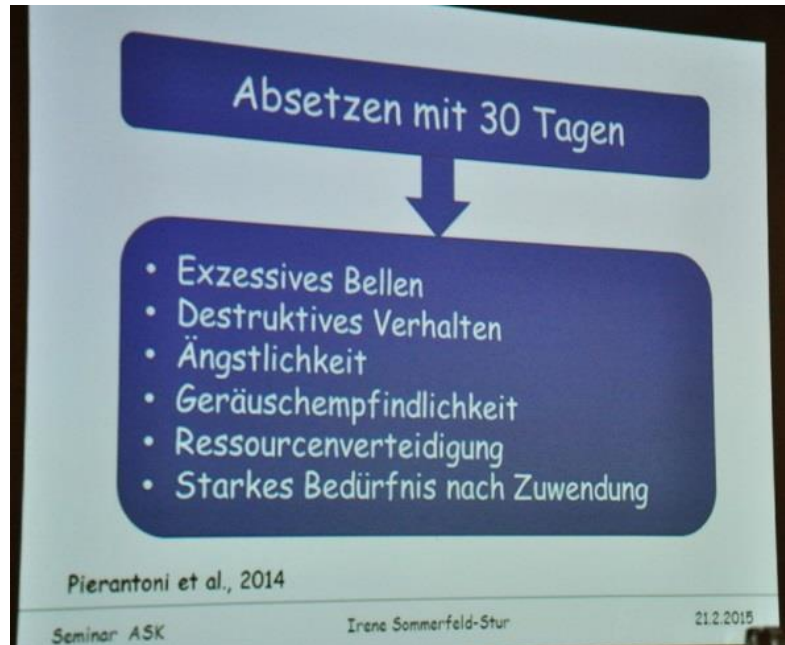 Absetzen mit 30 Tagen
• Exzessives Bellen
• Destruktives Verhalten
• Ängstlichkeit
• Geräuschempfindlichkeit
• Ressourcenverteidigung
• Starkes Bedürfnis nach Zuwendung
Pierantoni et al., 2014
Seminar ASK Irene Sommerfeld-Stur 21.2.2015